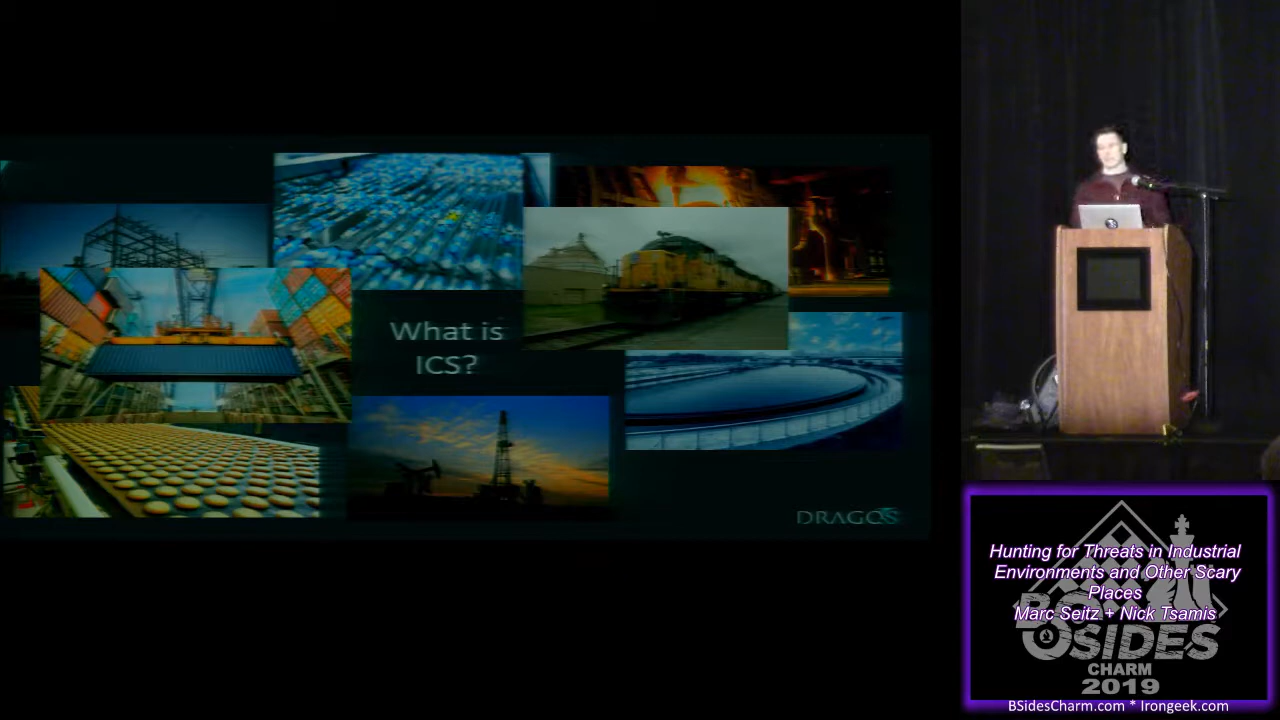 What is
ICS?
DRAGOS
Hunting for Threats in Industrial
Environments and Other Scary
Places
Marc Seitz + Nick Tsamis
BSIDES
CHARM
2019
BSidesCharm.com * Irongeek.com